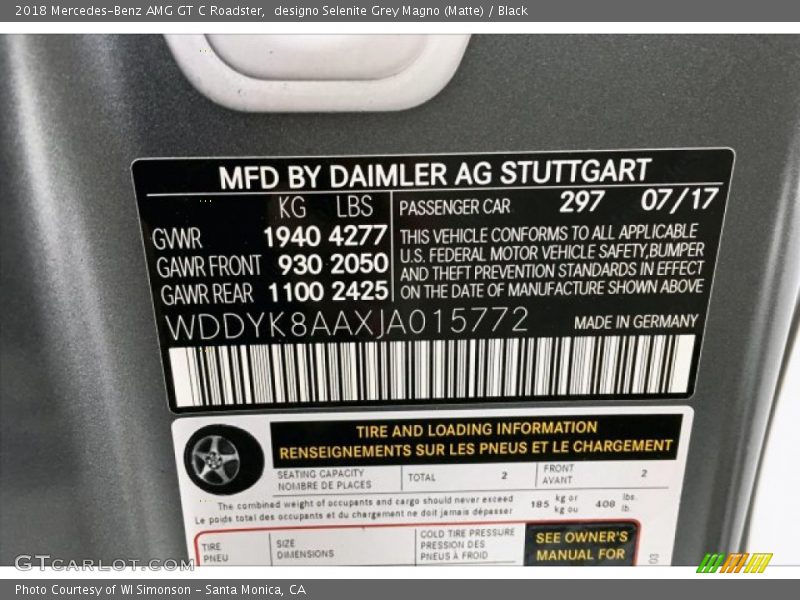 2018 Mercedes-Benz AMG GT C Roadster,  designo Selenite Grey Magno (Matte) / Black
MFD BY DAIMLER AG STUTTGART
KG LBS
GVWR 1940 4277
GAWR FRONT 930 2050
GAWR REAR 1100 2425
PASSENGER CAR 297 07/17
THIS VEHICLE CONFORMS TO ALL APPLICABLE
U.S. FEDERAL MOTOR VEHICLE SAFETY,BUMPER
AND THEFT PREVENTION STANDARDS IN EFFECT
ON THE DATE OF MANUFACTURE SHOWN ABOVE
WDDYK8AAXJA015772 MADE IN GERMANY
TIRE AND LOADING INFORMATION
RENSEIGNEMENTS SUR LES PNEUS ET LE CHARGEMENT
SEATING CAPACITY
NOMBRE DE PLACES
TOTAL 2
FRONT
AVANT
2
The combined weight of occupants and cargo should never exceed
Le poids total des occupants et du chargement ne doit jamais dépasser
185 kg or
kg ou
408 lbs.
lb.
TIRE
PNEU
SIZE
DIMENSIONS
COLD TIRE PRESSURE
PRESSION DES
PNEUS À FROID
SEE OWNER'S
MANUAL FOR
03
GTcarlot.com
Photo Courtesy of WI Simonson - Santa Monica, CA